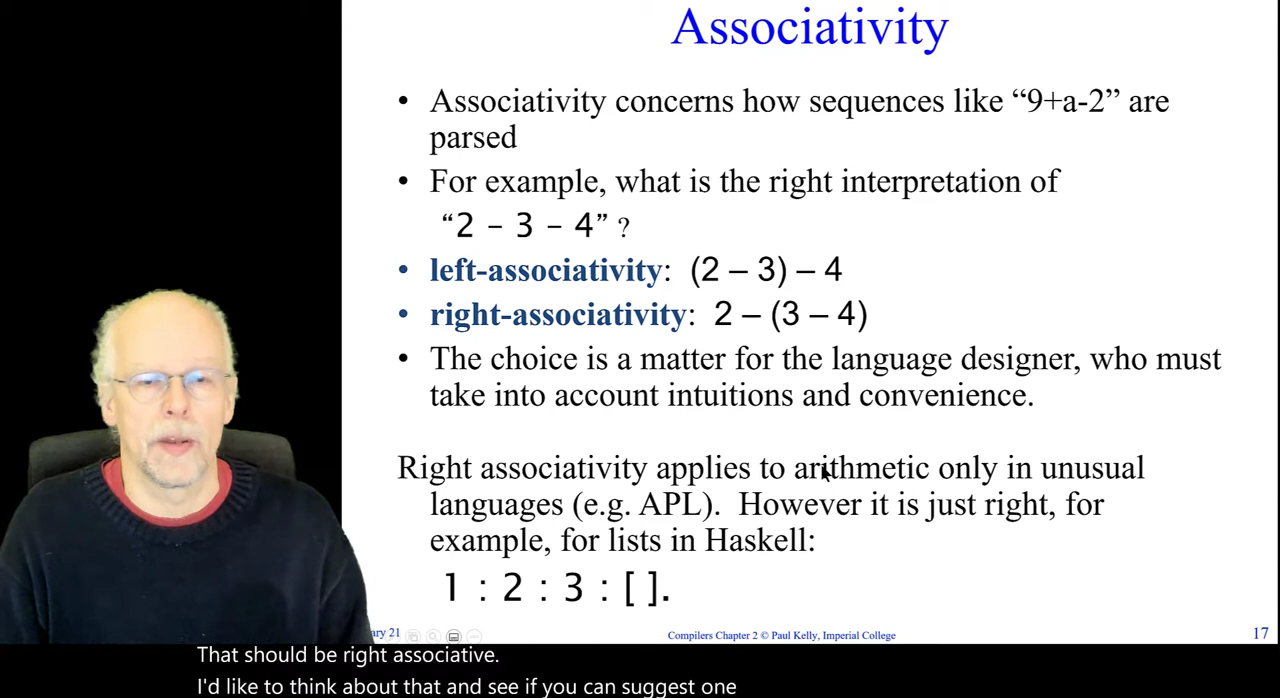 Associativity
• Associativity concerns how sequences like “9+a-2” are
parsed
• For example, what is the right interpretation of
“2 – 3 – 4” ?
• left-associativity: (2 – 3) – 4
• right-associativity: 2 – (3 – 4)
• The choice is a matter for the language designer, who must
take into account intuitions and convenience.
Right associativity applies to arithmetic only in unusual
languages (e.g. APL). However it is just right, for
example, for lists in Haskell:
1 : 2 : 3 : [ ].
ary 21
Compilers Chapter 2 © Paul Kelly, Imperial College
17
That should be right associative.
I'd like to think about that and see if you can suggest one